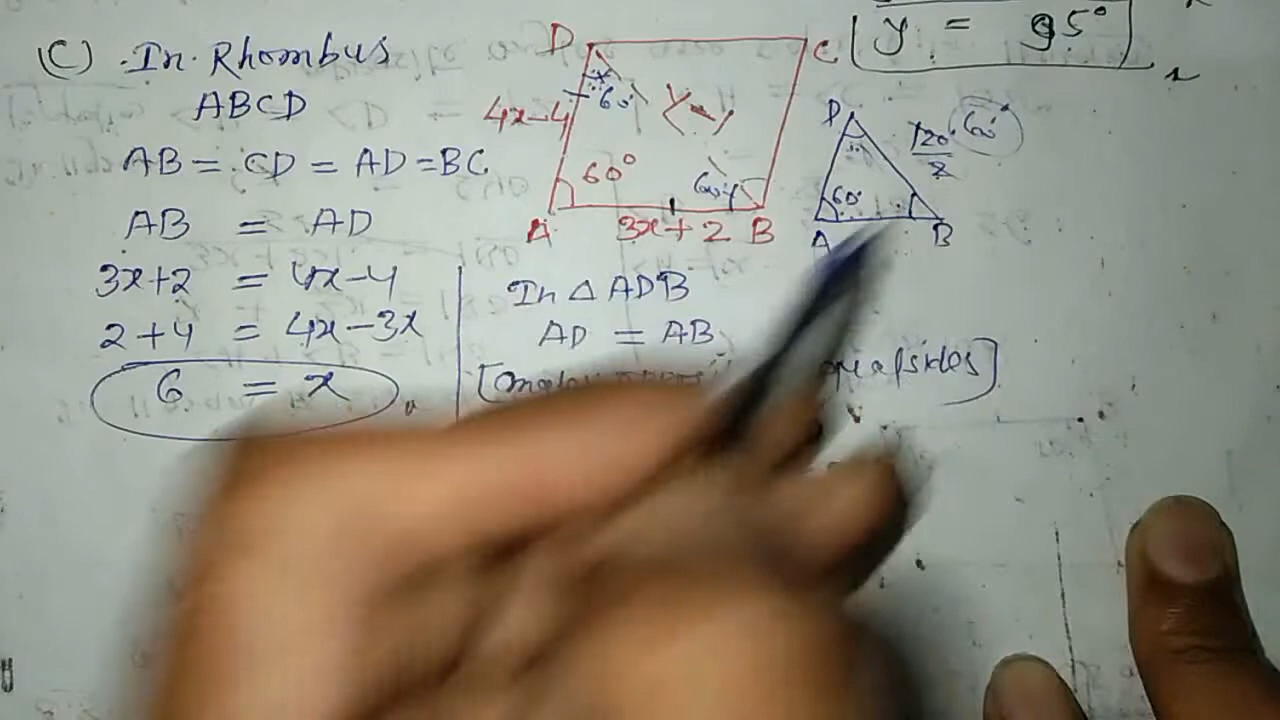 (C) In Rhombus
ABCD
AB = CD = AD = BC
AB = AD
3x+2 = 4x-4
2+4 = 4x-3x
6 = x
D
C
4x-4
60°
60°
A
3x+2
B
y = 95°
D
120°
2
60°
60°
A
B
In △ ADB
AD = AB